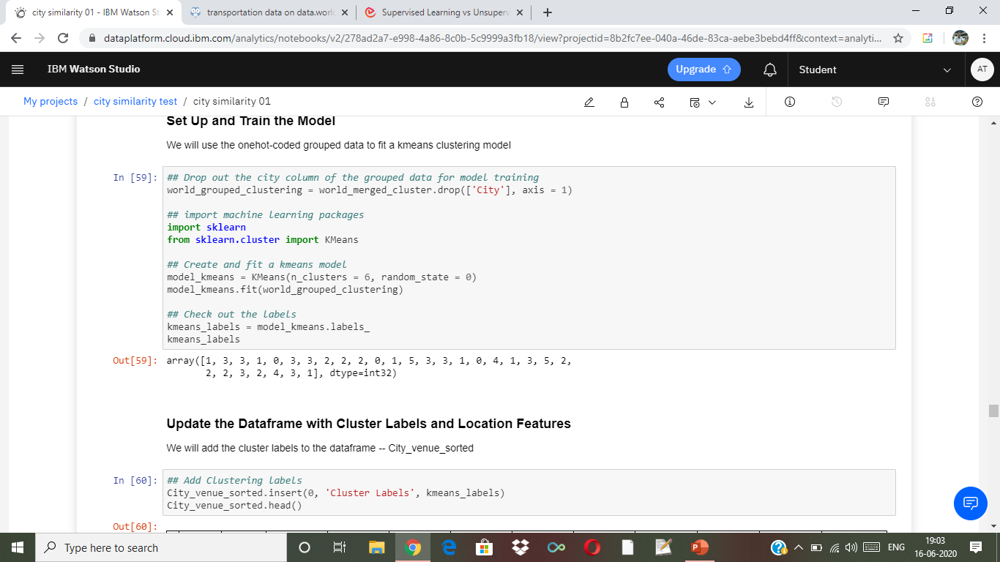 city similarity 01 - IBM Watson St
transportation data on data.worl
Supervised Learning vs Unsuperv
dataplatform.cloud.ibm.com/analytics/notebooks/v2/278ad2a7-e998-4a86-8c0b-5c9999a3fb18/view?projectid=8b2fc7ee-040a-46de-83ca-aebe3bebd4ff&context=analyti...
IBM Watson Studio
Upgrade
Student
AT
My projects / city similarity test / city similarity 01
Set Up and Train the Model
We will use the onehot-coded grouped data to fit a kmeans clustering model
In [59]:
## Drop out the city column of the grouped data for model training
world_grouped_clustering = world_merged_cluster.drop(['City'], axis = 1)
## import machine learning packages
import sklearn
from sklearn.cluster import KMeans
## Create and fit a kmeans model
model_kmeans = KMeans(n_clusters = 6, random_state = 0)
model_kmeans.fit(world_grouped_clustering)
## Check out the labels
kmeans_labels = model_kmeans.labels_
kmeans_labels
Out[59]:
array([1, 3, 3, 1, 0, 3, 3, 2, 2, 2, 0, 1, 5, 3, 3, 1, 0, 4, 1, 3, 5, 2,
2, 2, 3, 2, 4, 3, 1], dtype=int32)
Update the Dataframe with Cluster Labels and Location Features
We will add the cluster labels to the dataframe -- City_venue_sorted
In [60]:
## Add Clustering labels
City_venue_sorted.insert(0, 'Cluster Labels', kmeans_labels)
City_venue_sorted.head()
Out[60]:
Type here to search
ENG
19:03
16-06-2020